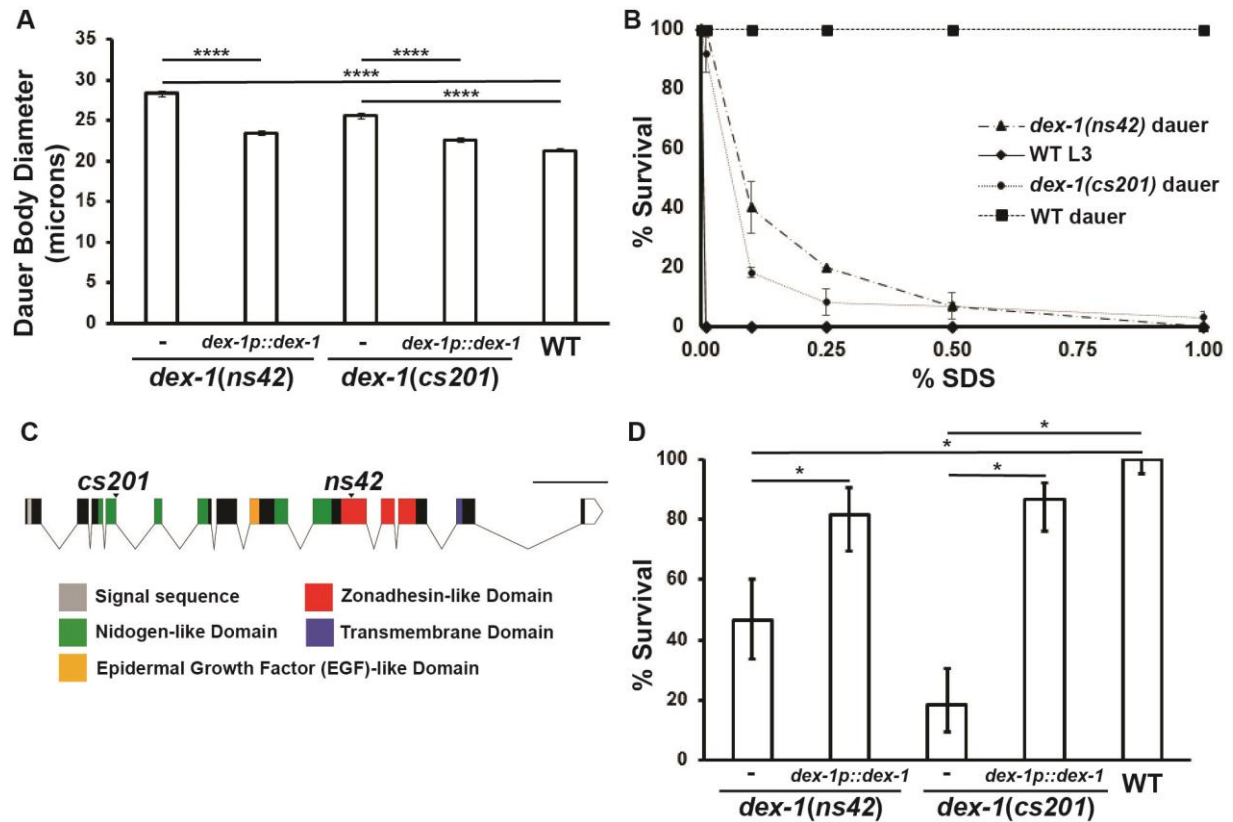 A
Dauer Body Diameter
(microns)
35
30
25
20
15
10
5
0
****
****
****
****
-
dex-1p::dex-1
-
dex-1p::dex-1
WT
dex-1(ns42)
dex-1(cs201)
B
% Survival
100
80
60
40
20
0
0.00
0.25
0.50
0.75
1.00
% SDS
dex-1(ns42) dauer
WT L3
dex-1(cs201) dauer
WT dauer
C
cs201
ns42
Signal sequence
Zonadhesin-like Domain
Nidogen-like Domain
Transmembrane Domain
Epidermal Growth Factor (EGF)-like Domain
D
% Survival
100
80
60
40
20
0
*
*
*
*
-
dex-1p::dex-1
-
dex-1p::dex-1
WT
dex-1(ns42)
dex-1(cs201)